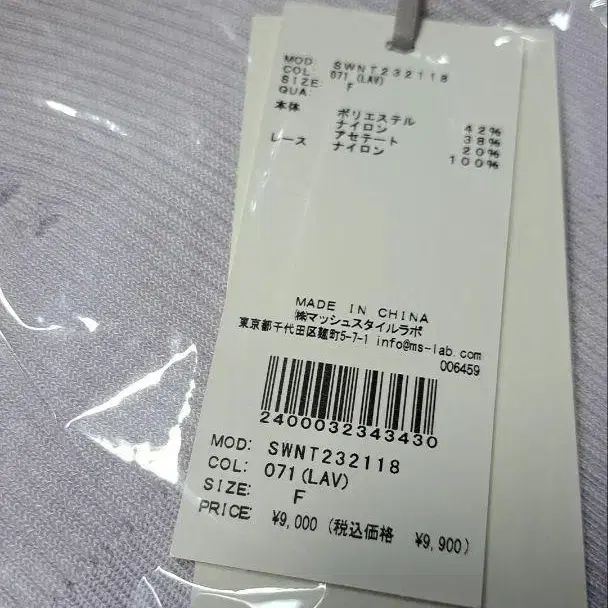 MOD: SWNT232118
COL: 071(LAV)
SIZE: F
QUA:
本体 ポリエステル 42%
ナイロン 38%
アセテート 20%
レース ナイロン 100%
MADE IN CHINA
㈱マッシュスタイルラボ
東京都千代田区麹町5-7-1 info@ms-lab.com
006459
2400032343430
MOD: SWNT232118
COL: 071(LAV)
SIZE: F
PRICE: ¥9,000 (税込価格 ¥9,900)